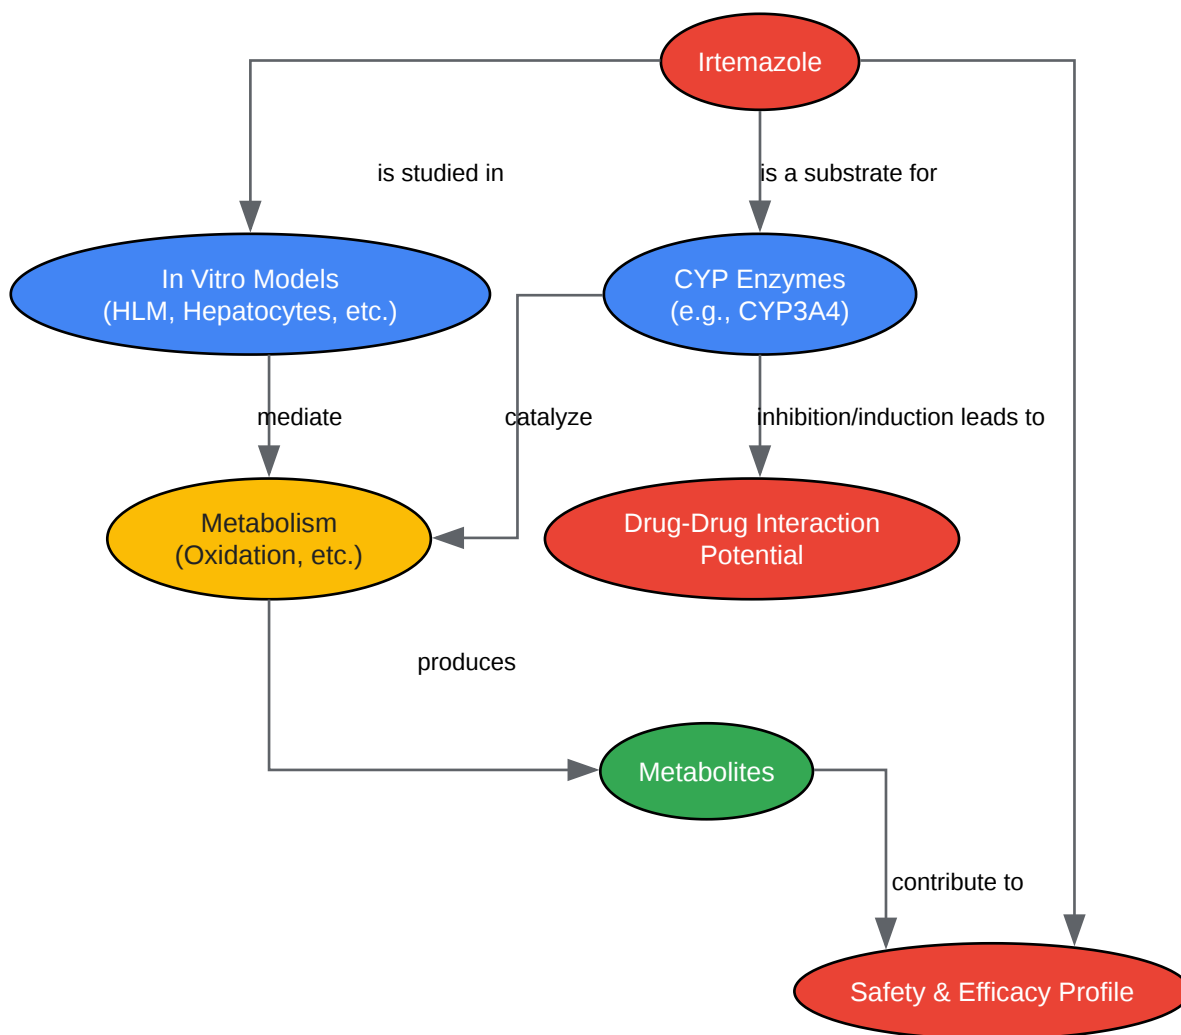 Irtemazole
is studied in
is a substrate for
In Vitro Models
(HLM, Hepatocytes, etc.)
CYP Enzymes
(e.g., CYP3A4)
mediate
catalyze
inhibition/induction leads to
Metabolism
(Oxidation, etc.)
Drug-Drug Interaction
Potential
produces
Metabolites
contribute to
Safety & Efficacy Profile